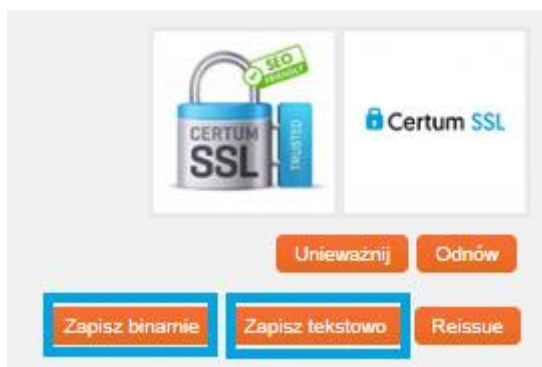 SEO
FRIENDLY
CERTUM
SSL
TRUSTED
Certum SSL
Unieważnij
Odnów
Zapisz binarnie
Zapisz tekstowo
Reissue